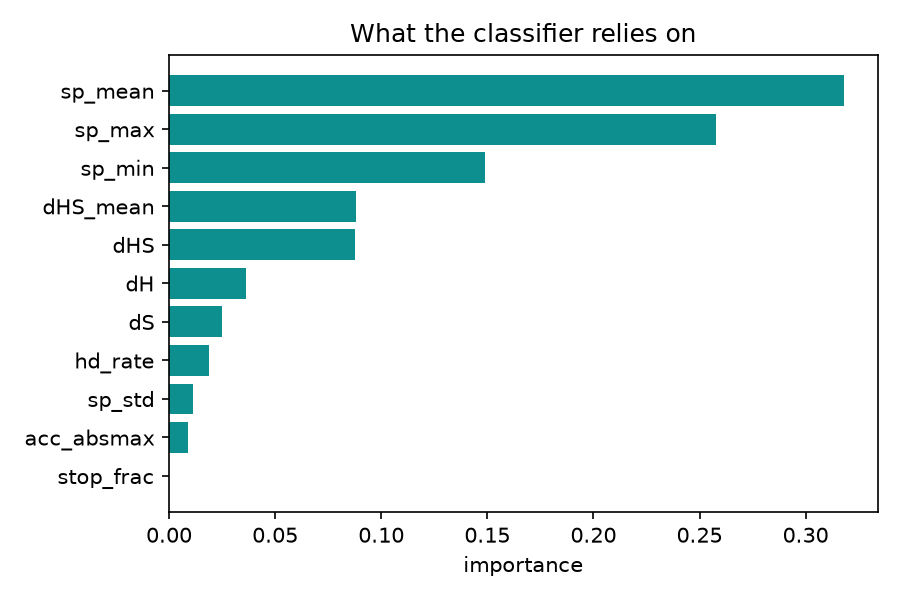 What the classifier relies on
sp_mean
sp_max
sp_min
dHS_mean
dHS
dH
dS
hd_rate
sp_std
acc_absmax
stop_frac
0.00 0.05 0.10 0.15 0.20 0.25 0.30
importance